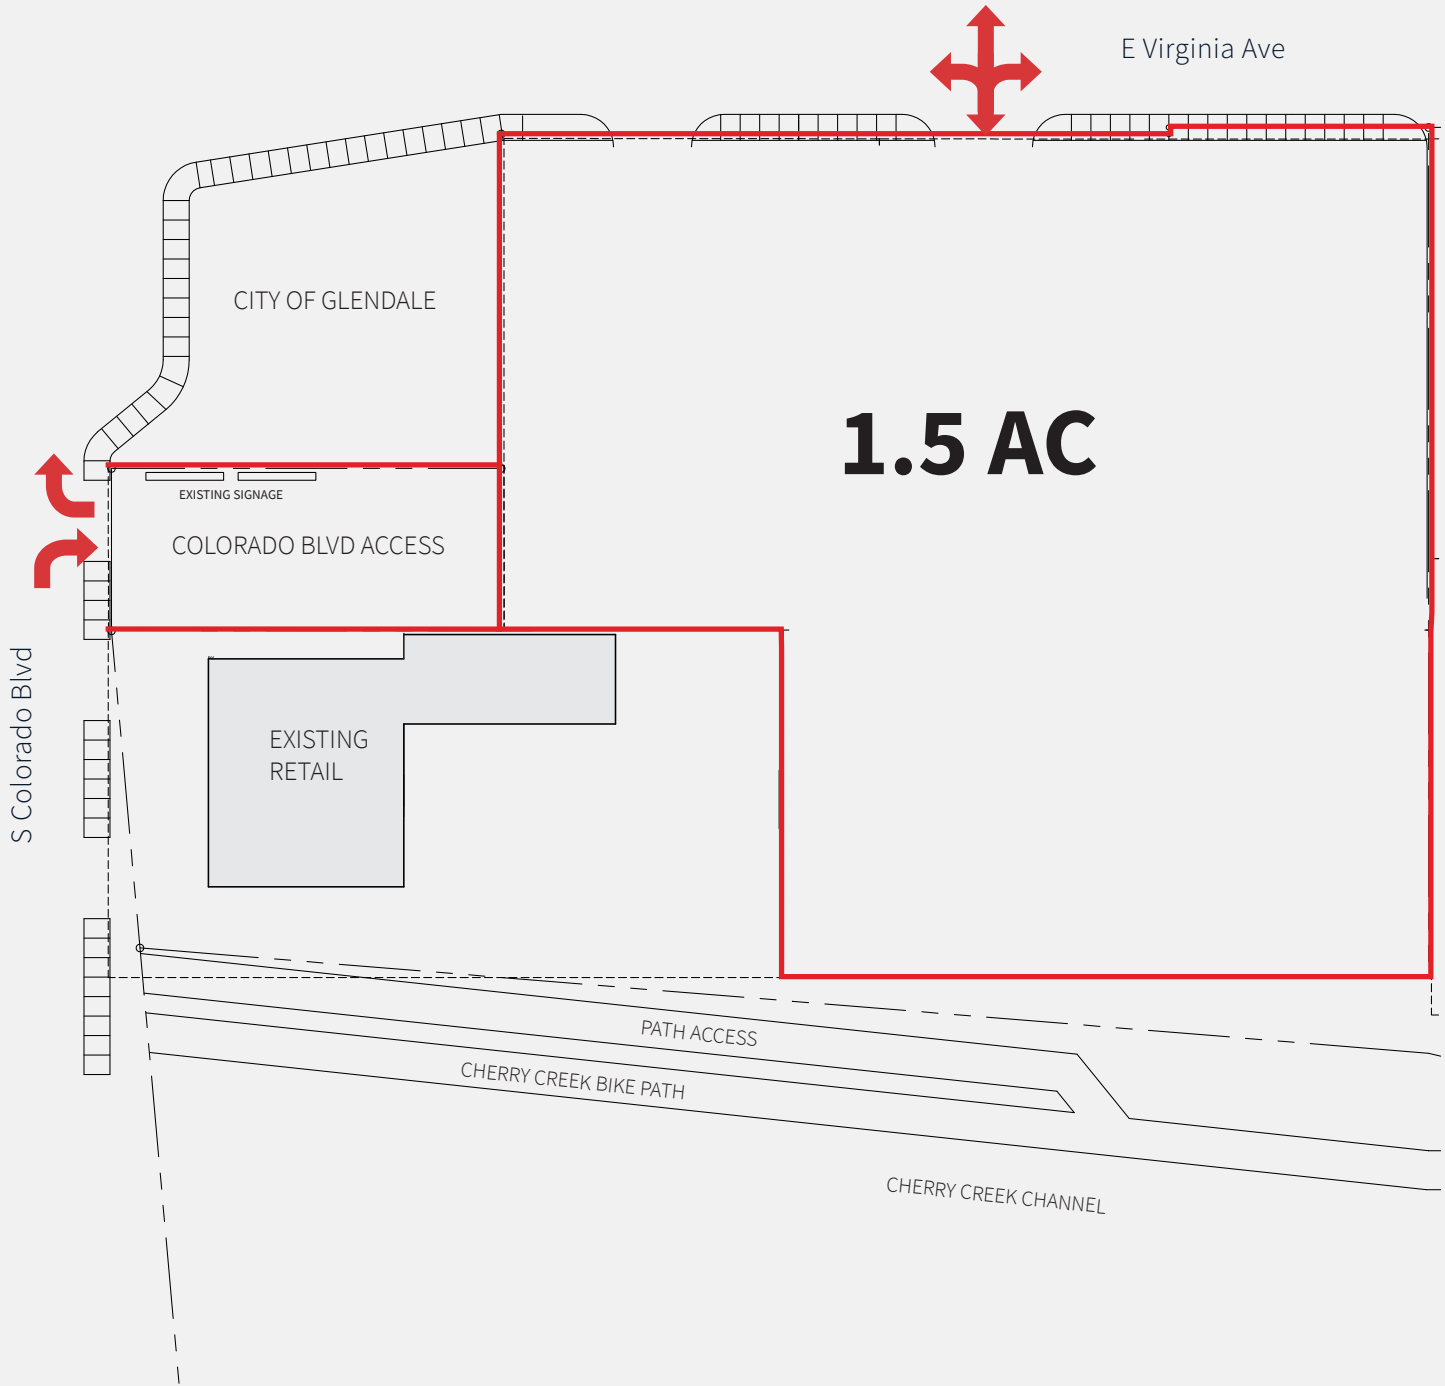 E Virginia Ave
CITY OF GLENDALE
1.5 AC
EXISTING SIGNAGE
COLORADO BLVD ACCESS
S Colorado Blvd
EXISTING
RETAIL
PATH ACCESS
CHERRY CREEK BIKE PATH
CHERRY CREEK CHANNEL